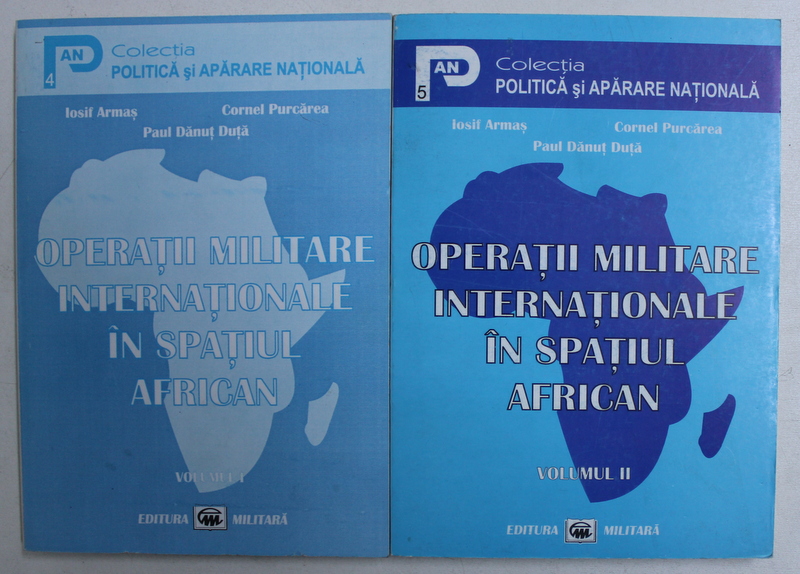 AN
4
Colecția
POLITICĂ și APĂRARE NAȚIONALĂ
Iosif Armaș
Cornel Purcărea
Paul Dănuț Duță
OPERAȚII MILITARE
INTERNAȚIONALE
ÎN SPAȚIUL
AFRICAN
VOLUMUL I
EDITURA
MILITARĂ
AN
5
Colecția
POLITICĂ și APĂRARE NAȚIONALĂ
Iosif Armaș
Cornel Purcărea
Paul Dănuț Duță
OPERAȚII MILITARE
INTERNAȚIONALE
ÎN SPAȚIUL
AFRICAN
VOLUMUL II
EDITURA
MILITARĂ